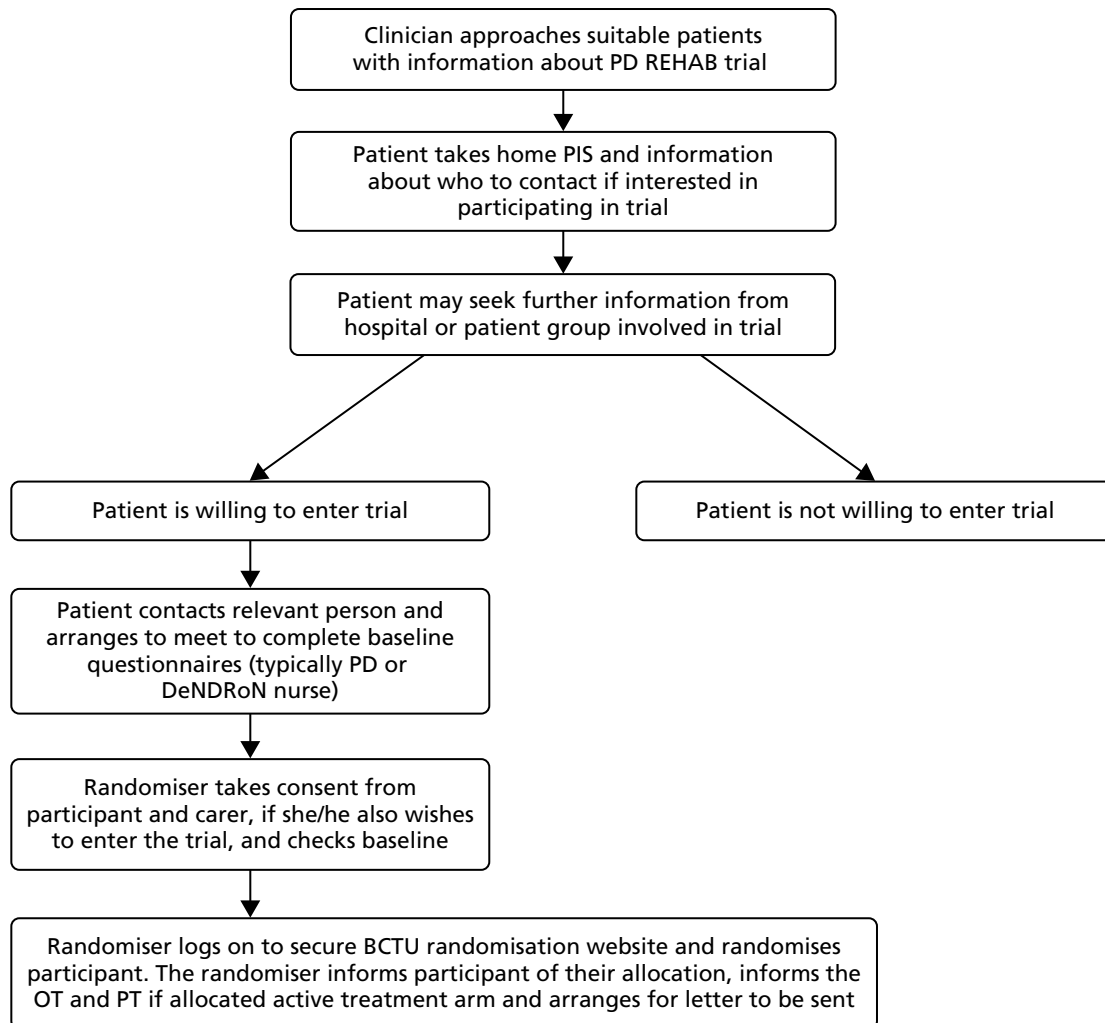 Clinician approaches suitable patients
with information about PD REHAB trial
Patient takes home PIS and information
about who to contact if interested in
participating in trial
Patient may seek further information from
hospital or patient group involved in trial
Patient is willing to enter trial
Patient is not willing to enter trial
Patient contacts relevant person and
arranges to meet to complete baseline
questionnaires (typically PD or
DeNDRoN nurse)
Randomiser takes consent from
participant and carer, if she/he also wishes
to enter the trial, and checks baseline
Randomiser logs on to secure BCTU randomisation website and randomises
participant. The randomiser informs participant of their allocation, informs the
OT and PT if allocated active treatment arm and arranges for letter to be sent